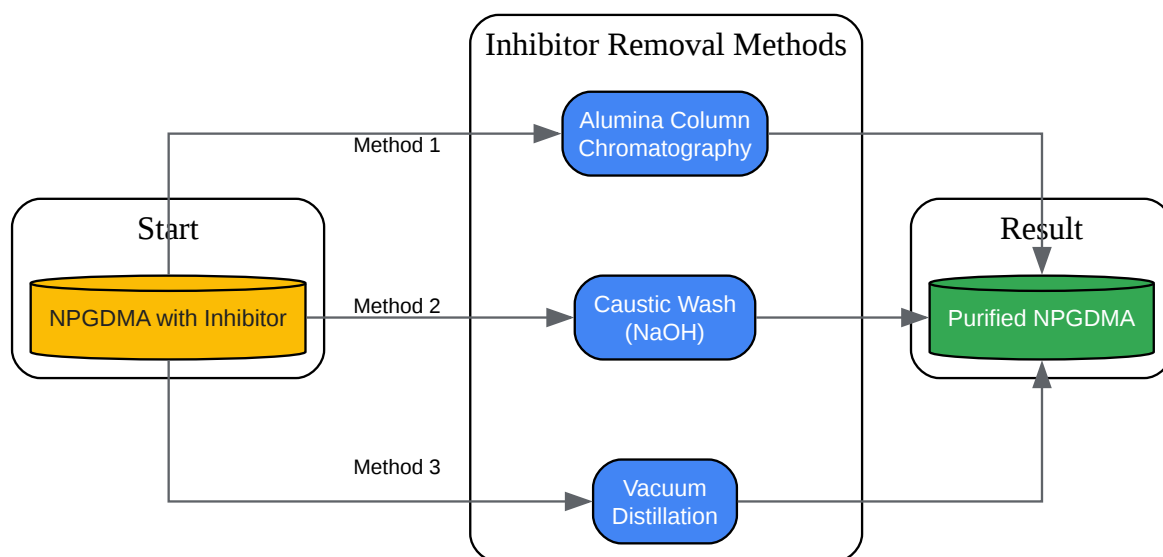 Inhibitor Removal Methods
Alumina Column
Chromatography
Method 1
Start
Result
NPGDMA with Inhibitor
Method 2
Caustic Wash
(NaOH)
Purified NPGDMA
Method 3
Vacuum
Distillation